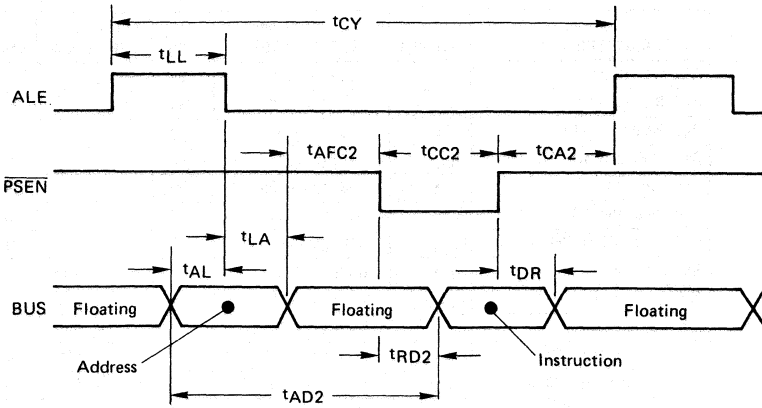 tCY
tLL
ALE
tAFC2 tCC2 tCA2
PSEN
tLA
tAL tDR
BUS Floating Floating Floating
Address tRD2 Instruction
tAD2